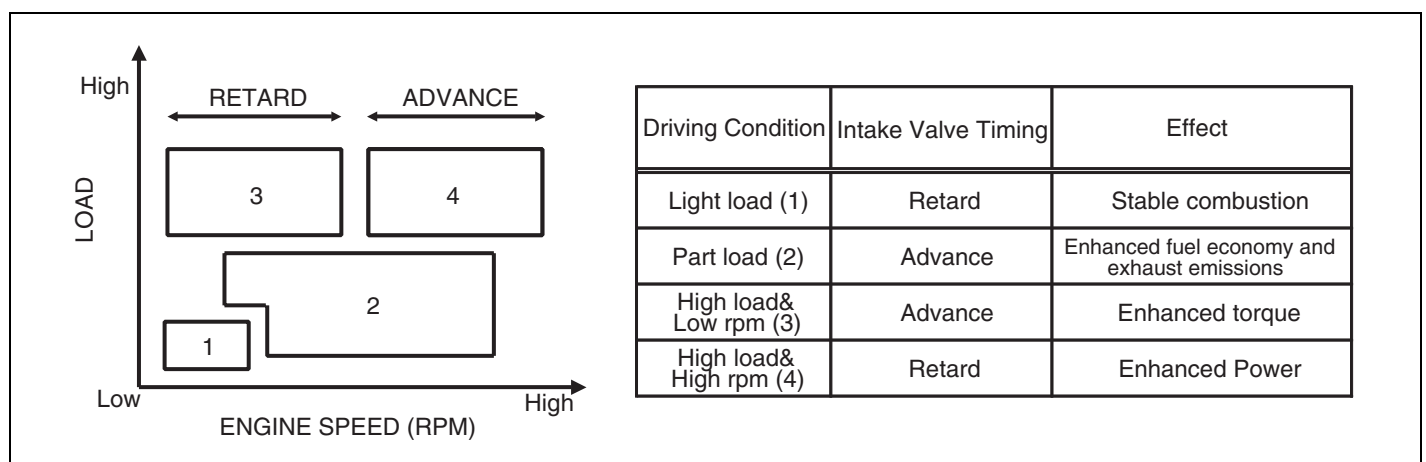 High
RETARD
ADVANCE
3
4
LOAD
2
1
Low
High
ENGINE SPEED (RPM)
Driving Condition Intake Valve Timing Effect
Light load (1) Retard Stable combustion
Part load (2) Advance Enhanced fuel economy and
exhaust emissions
High load&
Low rpm (3) Advance Enhanced torque
High load&
High rpm (4) Retard Enhanced Power